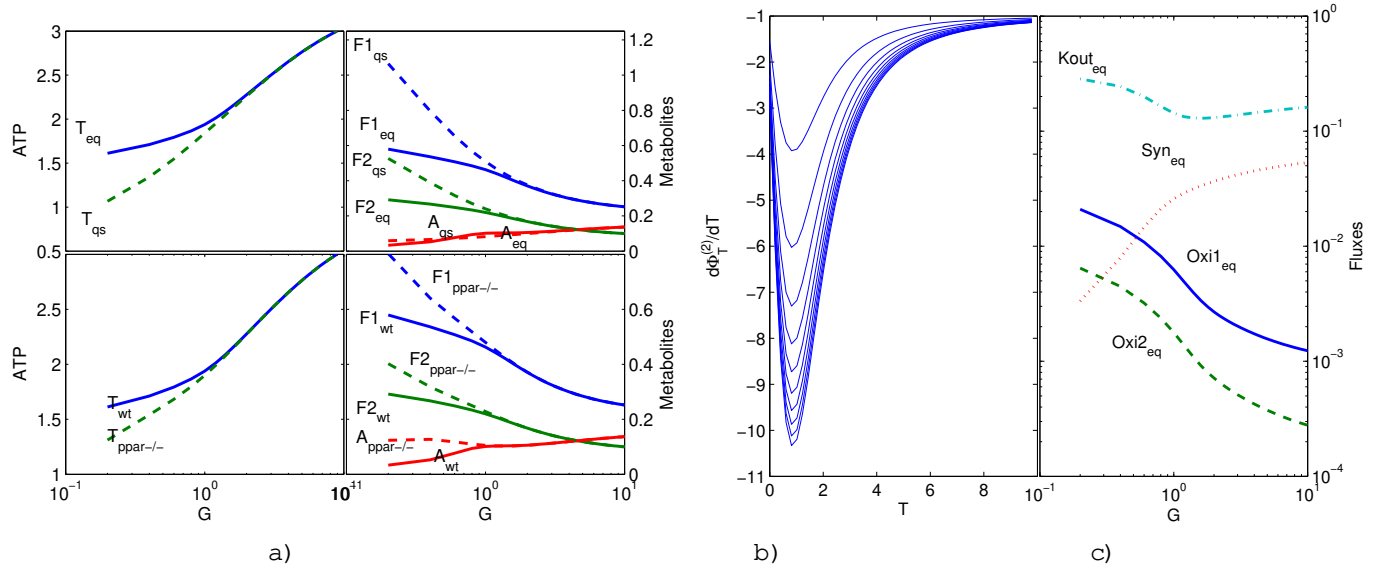 3
2.5
2
1.5
1
0.5
ATP
T_eq
T_qs
F1_qs
F1_eq
F2_qs
F2_eq
A_qs
A_eq
1.2
1
0.8
0.6
0.4
0.2
0
Metabolites
2.5
2
1.5
1
ATP
T_wt
T_ppar−/−
10^−1
10^0
10^1
G
F1_ppar−/−
F1_wt
F2_ppar−/−
F2_wt
A_ppar−/−
A_wt
0.6
0.4
0.2
0
Metabolites
10^−1
10^0
10^1
G
a)
−1
−2
−3
−4
−5
−6
−7
−8
−9
−10
−11
dΦ_T^(2)/dT
0
2
4
6
8
T
b)
Kout_eq
Syn_eq
Oxi1_eq
Oxi2_eq
10^0
10^−1
10^−2
10^−3
10^−4
Fluxes
10^−1
10^0
10^1
G
c)